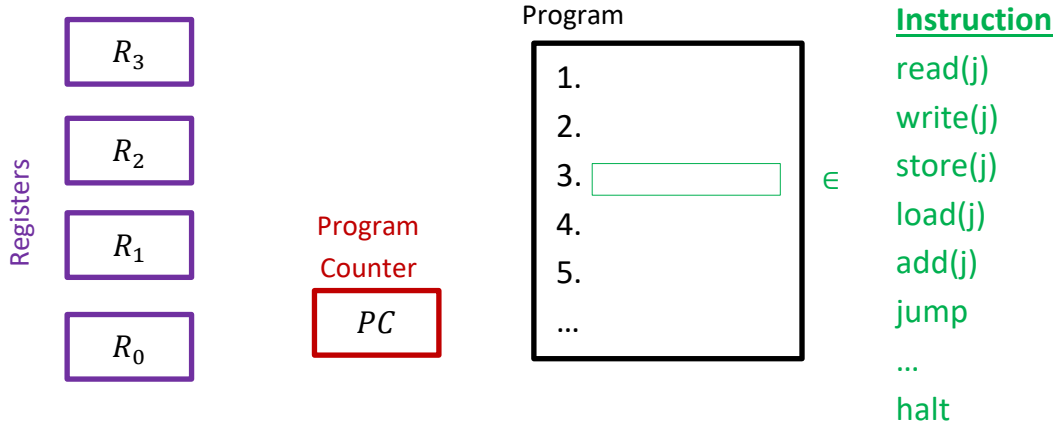 Registers
R₃
R₂
R₁
R₀
Program
Counter
PC
Program
1.
2.
3.
4.
5.
...
∈
Instruction
read(j)
write(j)
store(j)
load(j)
add(j)
jump
...
halt